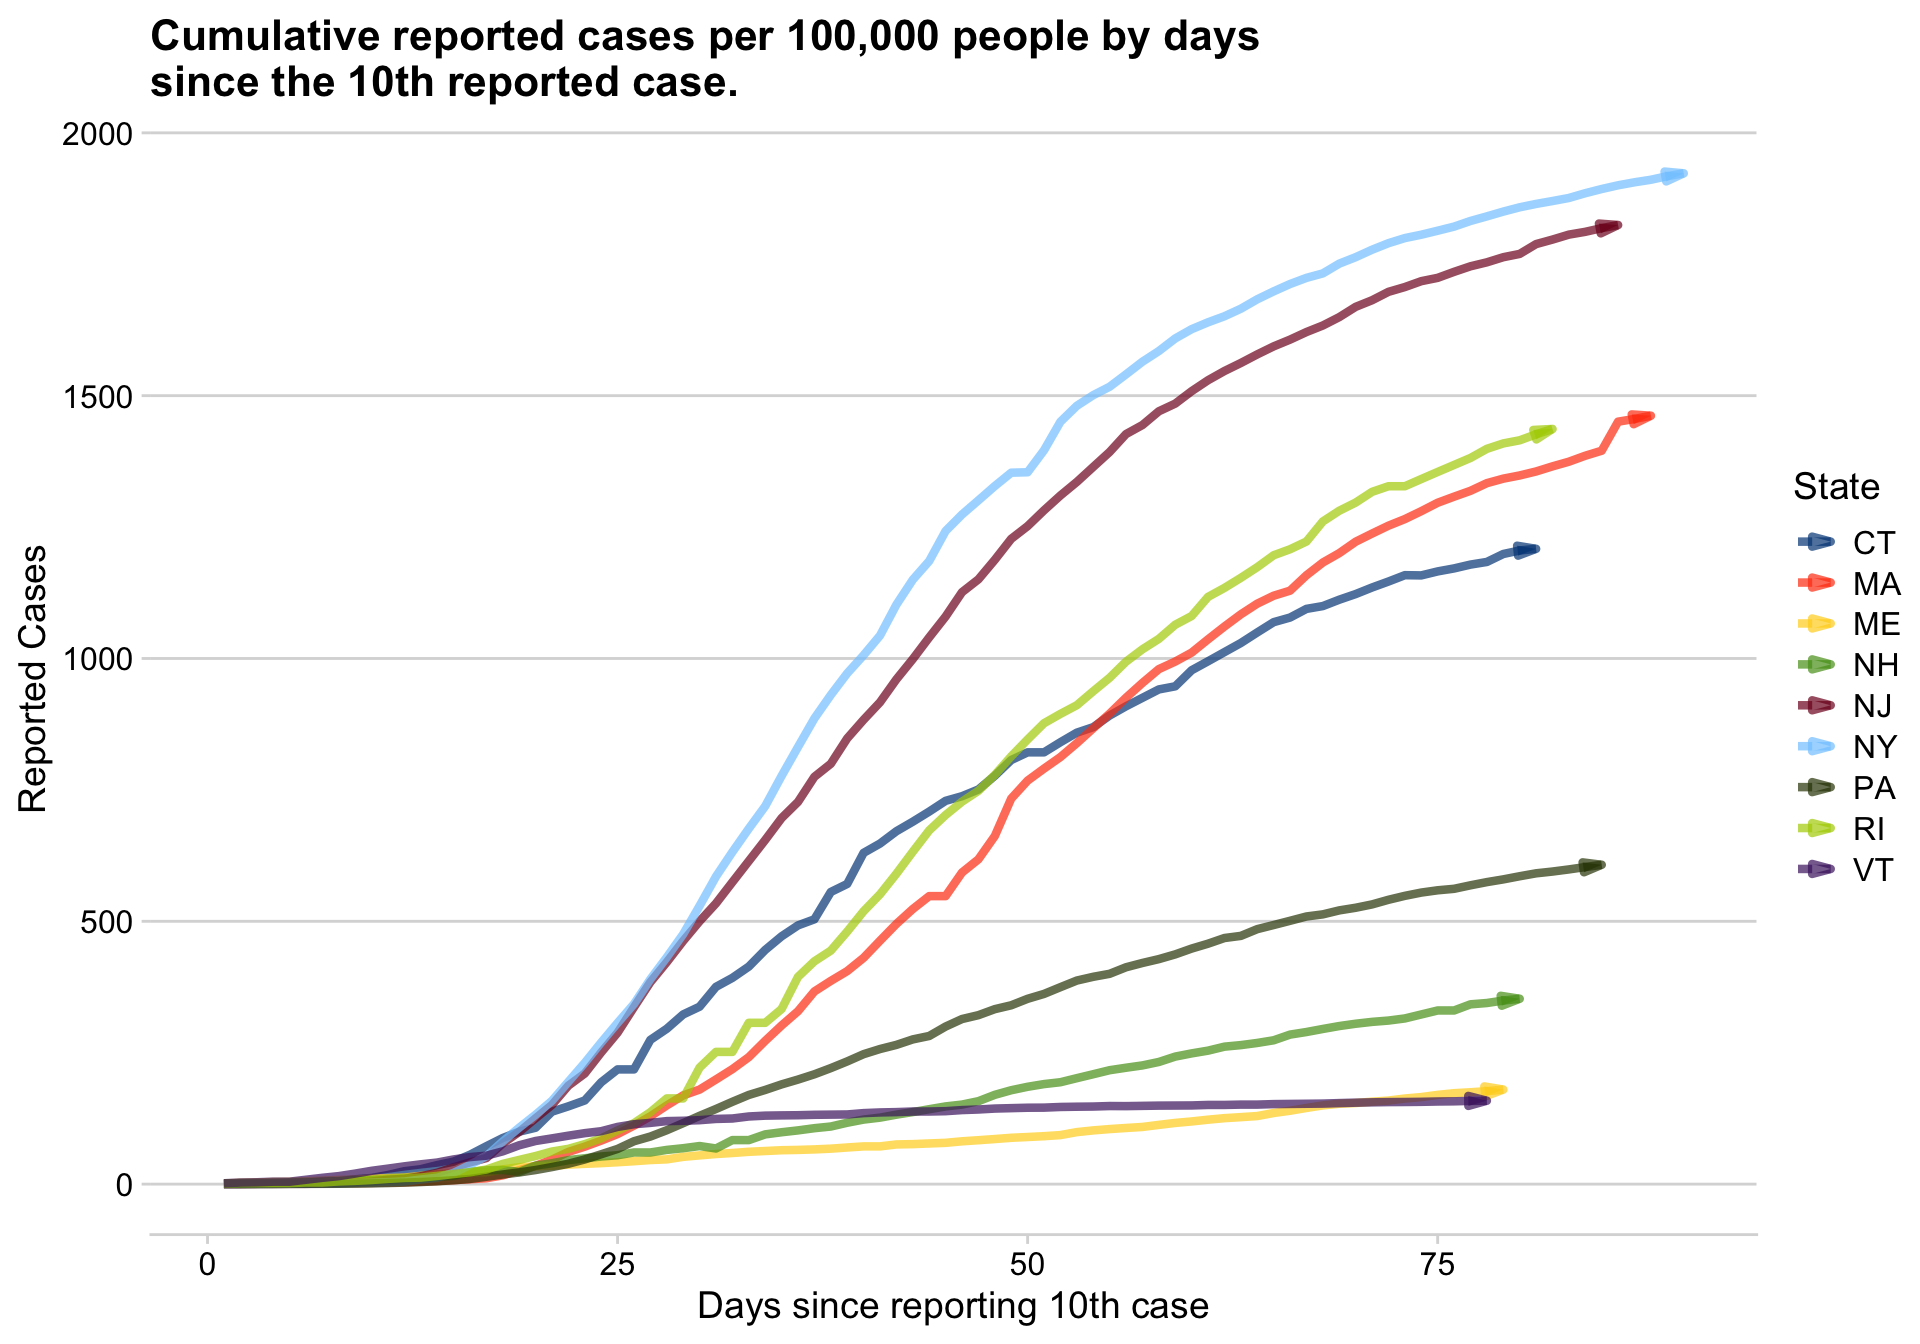 Cumulative reported cases per 100,000 people by days
since the 10th reported case.
2000
1500
1000
500
0
Reported Cases
0 25 50 75
Days since reporting 10th case
State
CT
MA
ME
NH
NJ
NY
PA
RI
VT